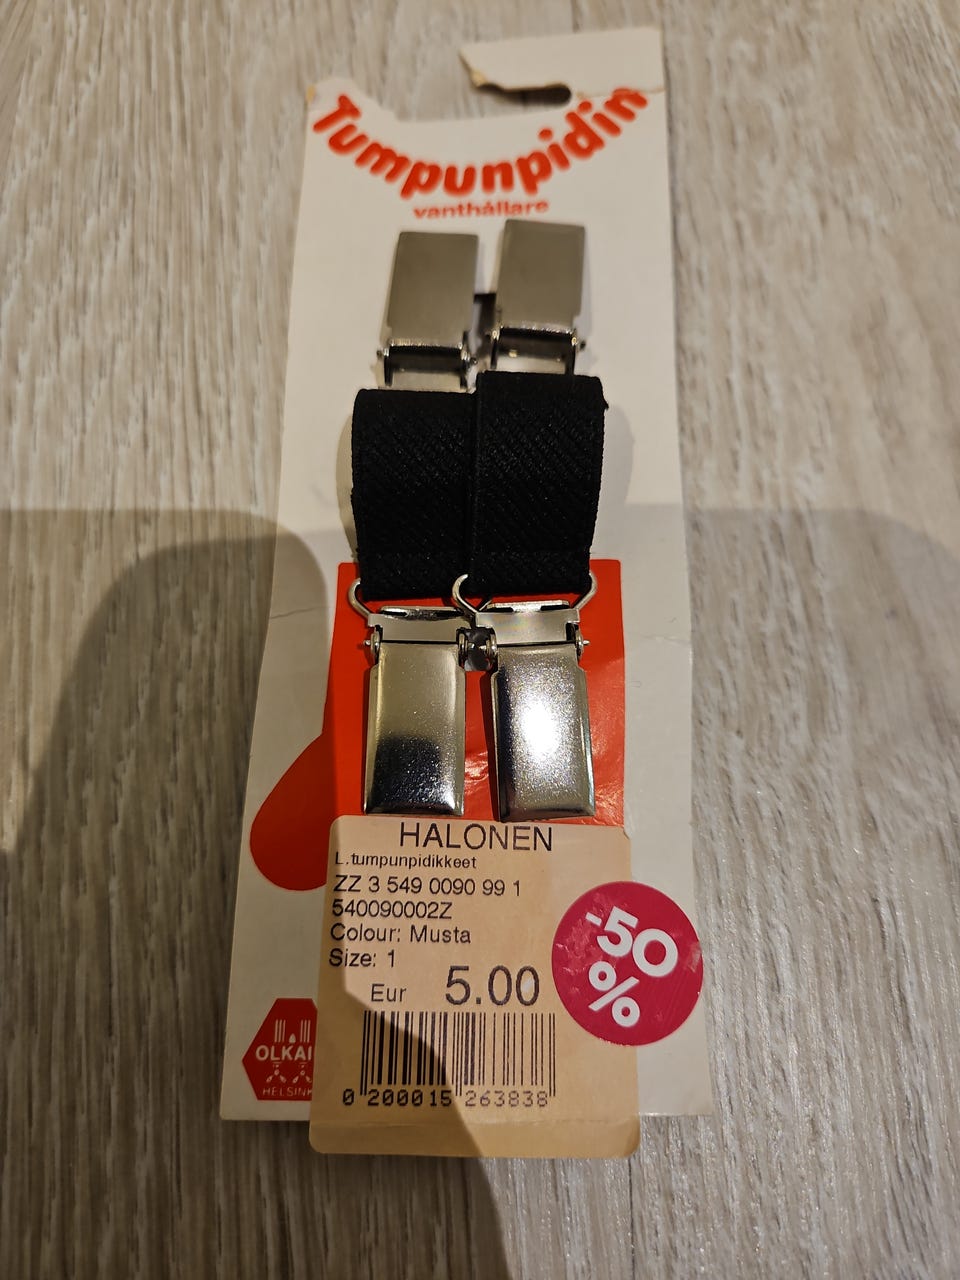 Tumpunpidin
vanthållare
HALONEN
L.tumpunpidikkeet
ZZ 3 549 0090 99 1
540090002Z
Colour: Musta
Size: 1
Eur 5.00
-50
%
OLKAI
HELSINK
0 200015 263838